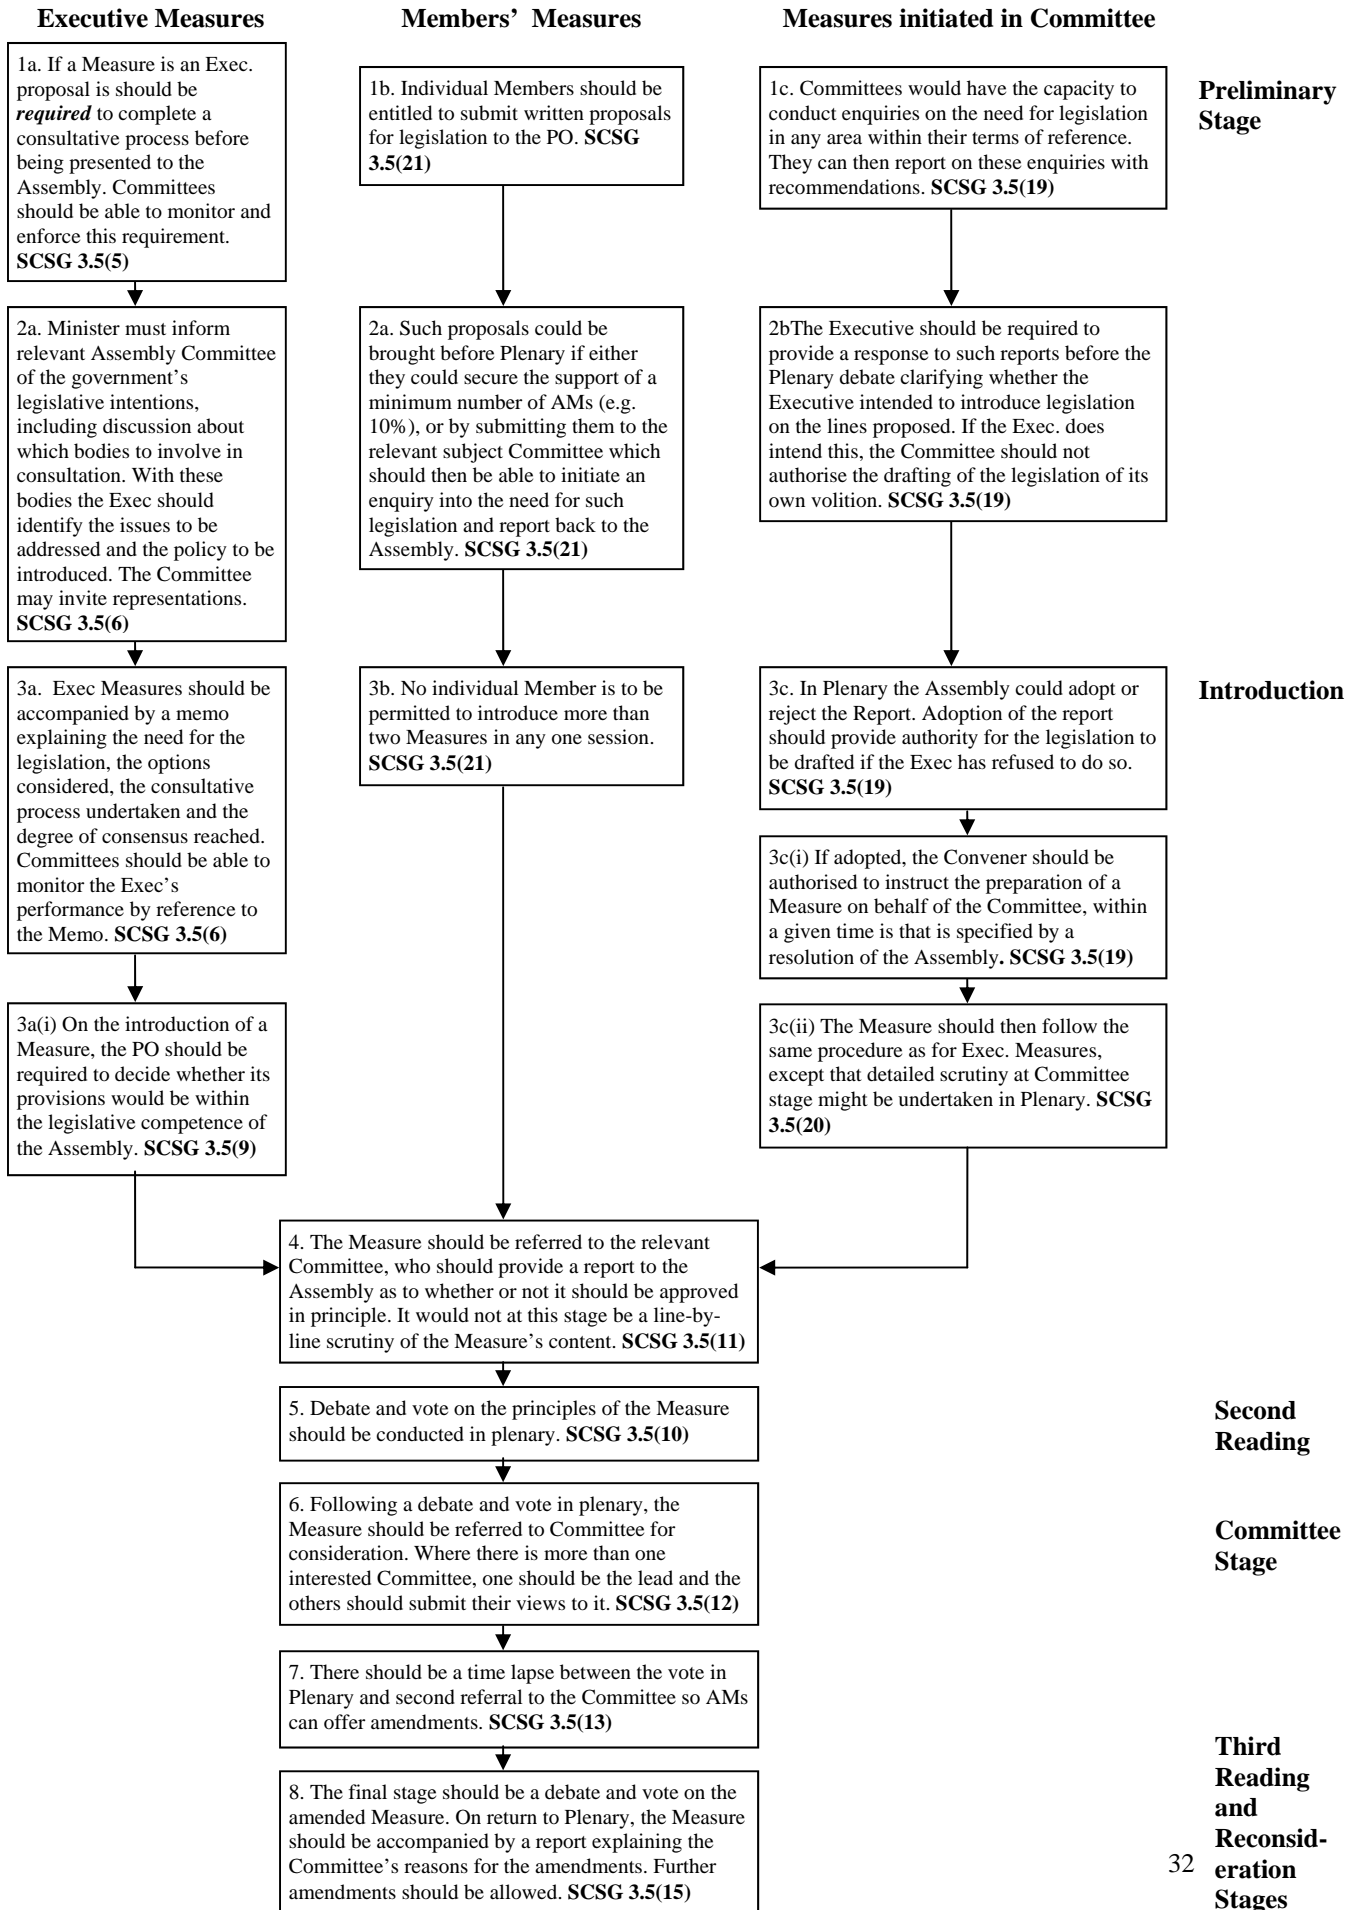 Executive Measures
Members’ Measures
Measures initiated in Committee
Preliminary
Stage
1a. If a Measure is an Exec.
proposal is should be
required to complete a
consultative process before
being presented to the
Assembly. Committees
should be able to monitor and
enforce this requirement.
SCSG 3.5(5)
1b. Individual Members should be
entitled to submit written proposals
for legislation to the PO. SCSG
3.5(21)
1c. Committees would have the capacity to
conduct enquiries on the need for legislation
in any area within their terms of reference.
They can then report on these enquiries with
recommendations. SCSG 3.5(19)
2a. Minister must inform
relevant Assembly Committee
of the government’s
legislative intentions,
including discussion about
which bodies to involve in
consultation. With these
bodies the Exec should
identify the issues to be
addressed and the policy to be
introduced. The Committee
may invite representations.
SCSG 3.5(6)
2a. Such proposals could be
brought before Plenary if either
they could secure the support of a
minimum number of AMs (e.g.
10%), or by submitting them to the
relevant subject Committee which
should then be able to initiate an
enquiry into the need for such
legislation and report back to the
Assembly. SCSG 3.5(21)
2bThe Executive should be required to
provide a response to such reports before the
Plenary debate clarifying whether the
Executive intended to introduce legislation
on the lines proposed. If the Exec. does
intend this, the Committee should not
authorise the drafting of the legislation of its
own volition. SCSG 3.5(19)
Introduction
3a. Exec Measures should be
accompanied by a memo
explaining the need for the
legislation, the options
considered, the consultative
process undertaken and the
degree of consensus reached.
Committees should be able to
monitor the Exec’s
performance by reference to
the Memo. SCSG 3.5(6)
3b. No individual Member is to be
permitted to introduce more than
two Measures in any one session.
SCSG 3.5(21)
3c. In Plenary the Assembly could adopt or
reject the Report. Adoption of the report
should provide authority for the legislation to
be drafted if the Exec has refused to do so.
SCSG 3.5(19)
3c(i) If adopted, the Convener should be
authorised to instruct the preparation of a
Measure on behalf of the Committee, within
a given time is that is specified by a
resolution of the Assembly. SCSG 3.5(19)
3a(i) On the introduction of a
Measure, the PO should be
required to decide whether its
provisions would be within
the legislative competence of
the Assembly. SCSG 3.5(9)
3c(ii) The Measure should then follow the
same procedure as for Exec. Measures,
except that detailed scrutiny at Committee
stage might be undertaken in Plenary. SCSG
3.5(20)
4. The Measure should be referred to the relevant
Committee, who should provide a report to the
Assembly as to whether or not it should be approved
in principle. It would not at this stage be a line-by-
line scrutiny of the Measure’s content. SCSG 3.5(11)
5. Debate and vote on the principles of the Measure
should be conducted in plenary. SCSG 3.5(10)
Second
Reading
6. Following a debate and vote in plenary, the
Measure should be referred to Committee for
consideration. Where there is more than one
interested Committee, one should be the lead and the
others should submit their views to it. SCSG 3.5(12)
Committee
Stage
7. There should be a time lapse between the vote in
Plenary and second referral to the Committee so AMs
can offer amendments. SCSG 3.5(13)
8. The final stage should be a debate and vote on the
amended Measure. On return to Plenary, the Measure
should be accompanied by a report explaining the
Committee’s reasons for the amendments. Further
amendments should be allowed. SCSG 3.5(15)
Third
Reading
and
Reconsid-
eration
Stages
32